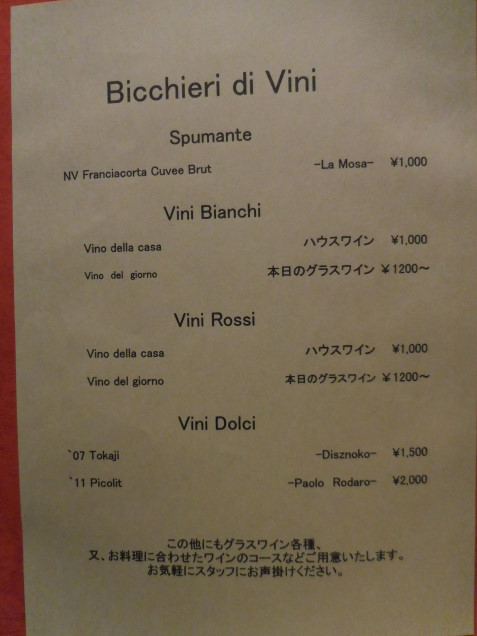 Bicchieri di Vini
Spumante
NV Franciacorta Cuvee Brut -La Mosa- ¥1,000
Vini Bianchi
Vino della casa ハウスワイン ¥1,000
Vino del giorno 本日のグラスワイン ¥1200～
Vini Rossi
Vino della casa ハウスワイン ¥1,000
Vino del giorno 本日のグラスワイン ¥1200～
Vini Dolci
`07 Tokaji -Disznoko- ¥1,500
`11 Picolit -Paolo Rodaro- ¥2,000
この他にもグラスワイン各種、
又、お料理に合わせたワインのコースなどご用意いたします。
お気軽にスタッフにお声掛けください。